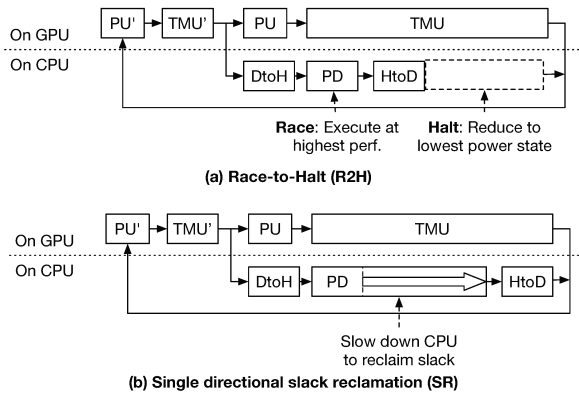 On GPU
PU' TMU' PU TMU
On CPU
DtoH PD HtoD
Race: Execute at
highest perf.
Halt: Reduce to
lowest power state
(a) Race-to-Halt (R2H)
On GPU
PU' TMU' PU TMU
On CPU
DtoH PD HtoD
Slow down CPU
to reclaim slack
(b) Single directional slack reclamation (SR)